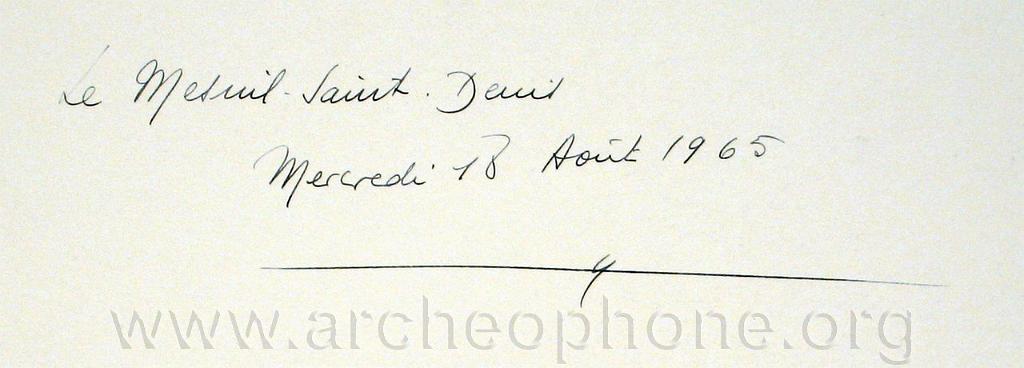 Le Mesnil-Saint-Denis
Mercredi 18 Août 1965
www.archeophone.org